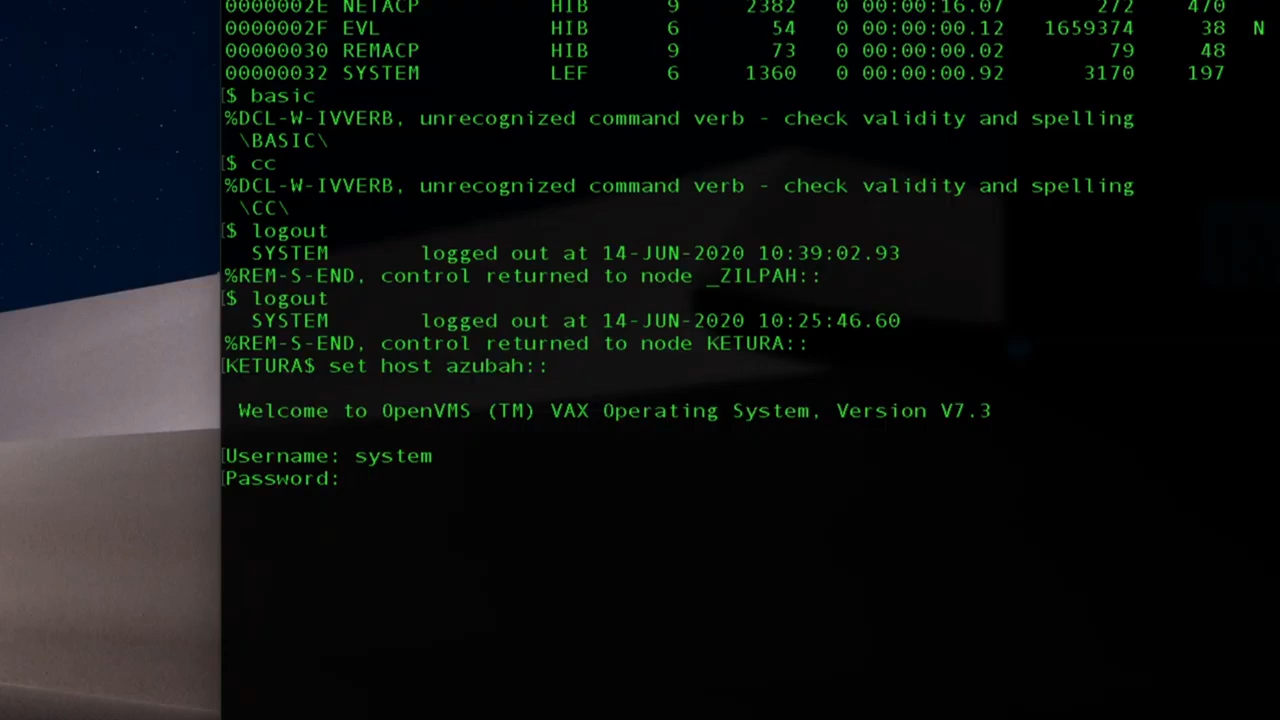 0000002E NETACP HIB 9 2382 0 00:00:16.07 272 470
0000002F EVL HIB 6 54 0 00:00:00.12 1659374 38 N
00000030 REMACP HIB 9 73 0 00:00:00.02 79 48
00000032 SYSTEM LEF 6 1360 0 00:00:00.92 3170 197
[$ basic
%DCL-W-IVVERB, unrecognized command verb - check validity and spelling
\BASIC\
[$ cc
%DCL-W-IVVERB, unrecognized command verb - check validity and spelling
\CC\
[$ logout
SYSTEM logged out at 14-JUN-2020 10:39:02.93
%REM-S-END, control returned to node _ZILPAH::
[$ logout
SYSTEM logged out at 14-JUN-2020 10:25:46.60
%REM-S-END, control returned to node KETURA::
[KETURA$ set host azubah::
Welcome to OpenVMS (TM) VAX Operating System, Version V7.3
[Username: system
[Password: